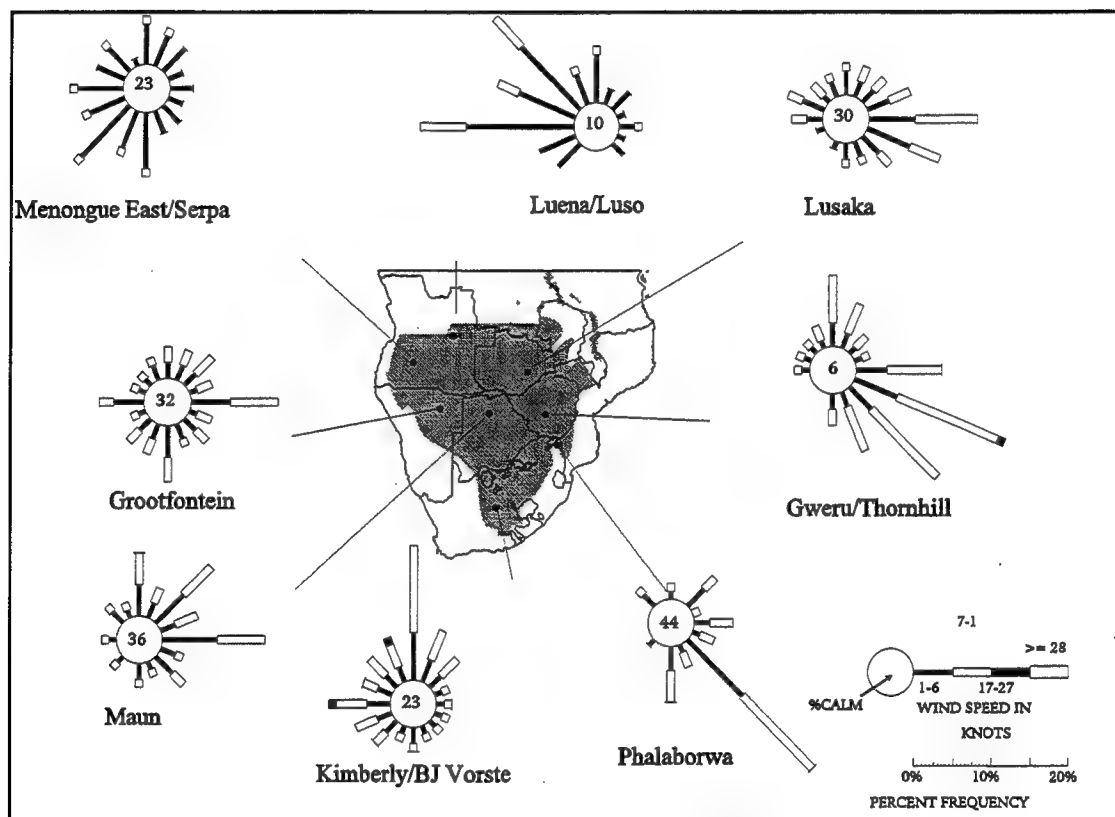 23
10
30
Menongue East/Serpa
Luena/Luso
Lusaka
32
6
Grootfontein
Gweru/Thornhill
36
23
44
Maun
Kimberly/BJ Vorste
Phalaborwa
7-1
>= 28
%CALM
1-6
17-27
WIND SPEED IN
KNOTS
0%
10%
20%
PERCENT FREQUENCY